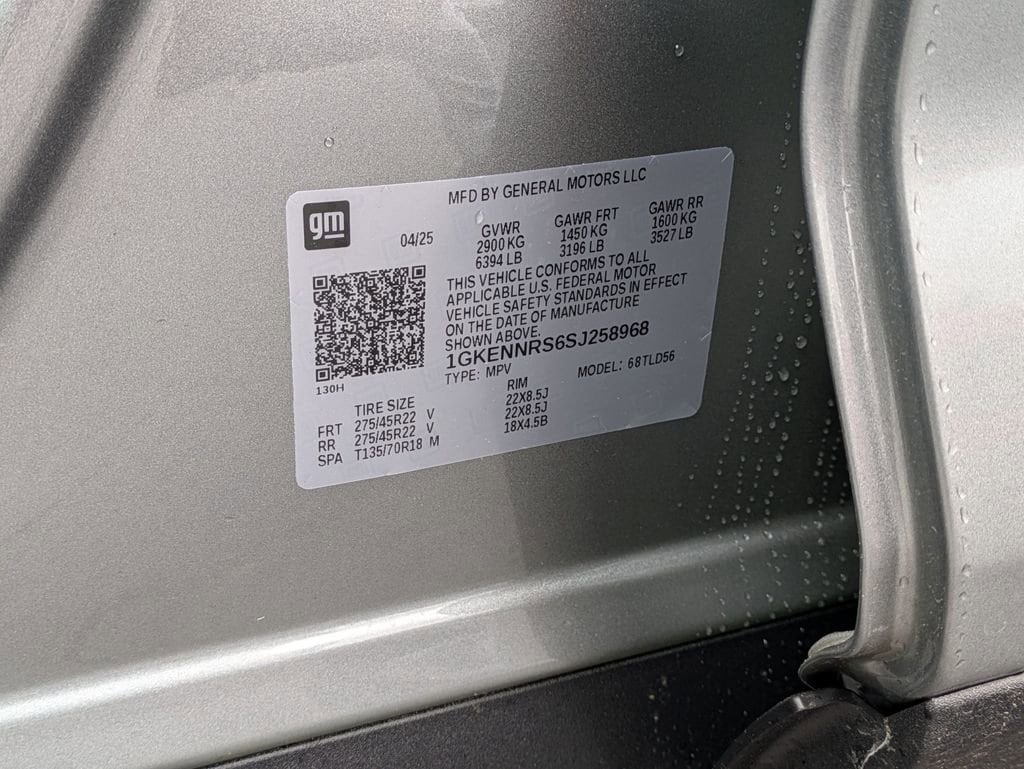 MFD BY GENERAL MOTORS LLC
gm
04/25
GVWR GAWR FRT GAWR RR
2900 KG 1450 KG 1600 KG
6394 LB 3196 LB 3527 LB
THIS VEHICLE CONFORMS TO ALL
APPLICABLE U.S. FEDERAL MOTOR
VEHICLE SAFETY STANDARDS IN EFFECT
ON THE DATE OF MANUFACTURE
SHOWN ABOVE.
1GKENNRS6SJ258968
TYPE: MPV MODEL: 68TLD56
130H
TIRE SIZE RIM
FRT 275/45R22 V 22X8.5J
RR 275/45R22 V 22X8.5J
SPA T135/70R18 M 18X4.5B